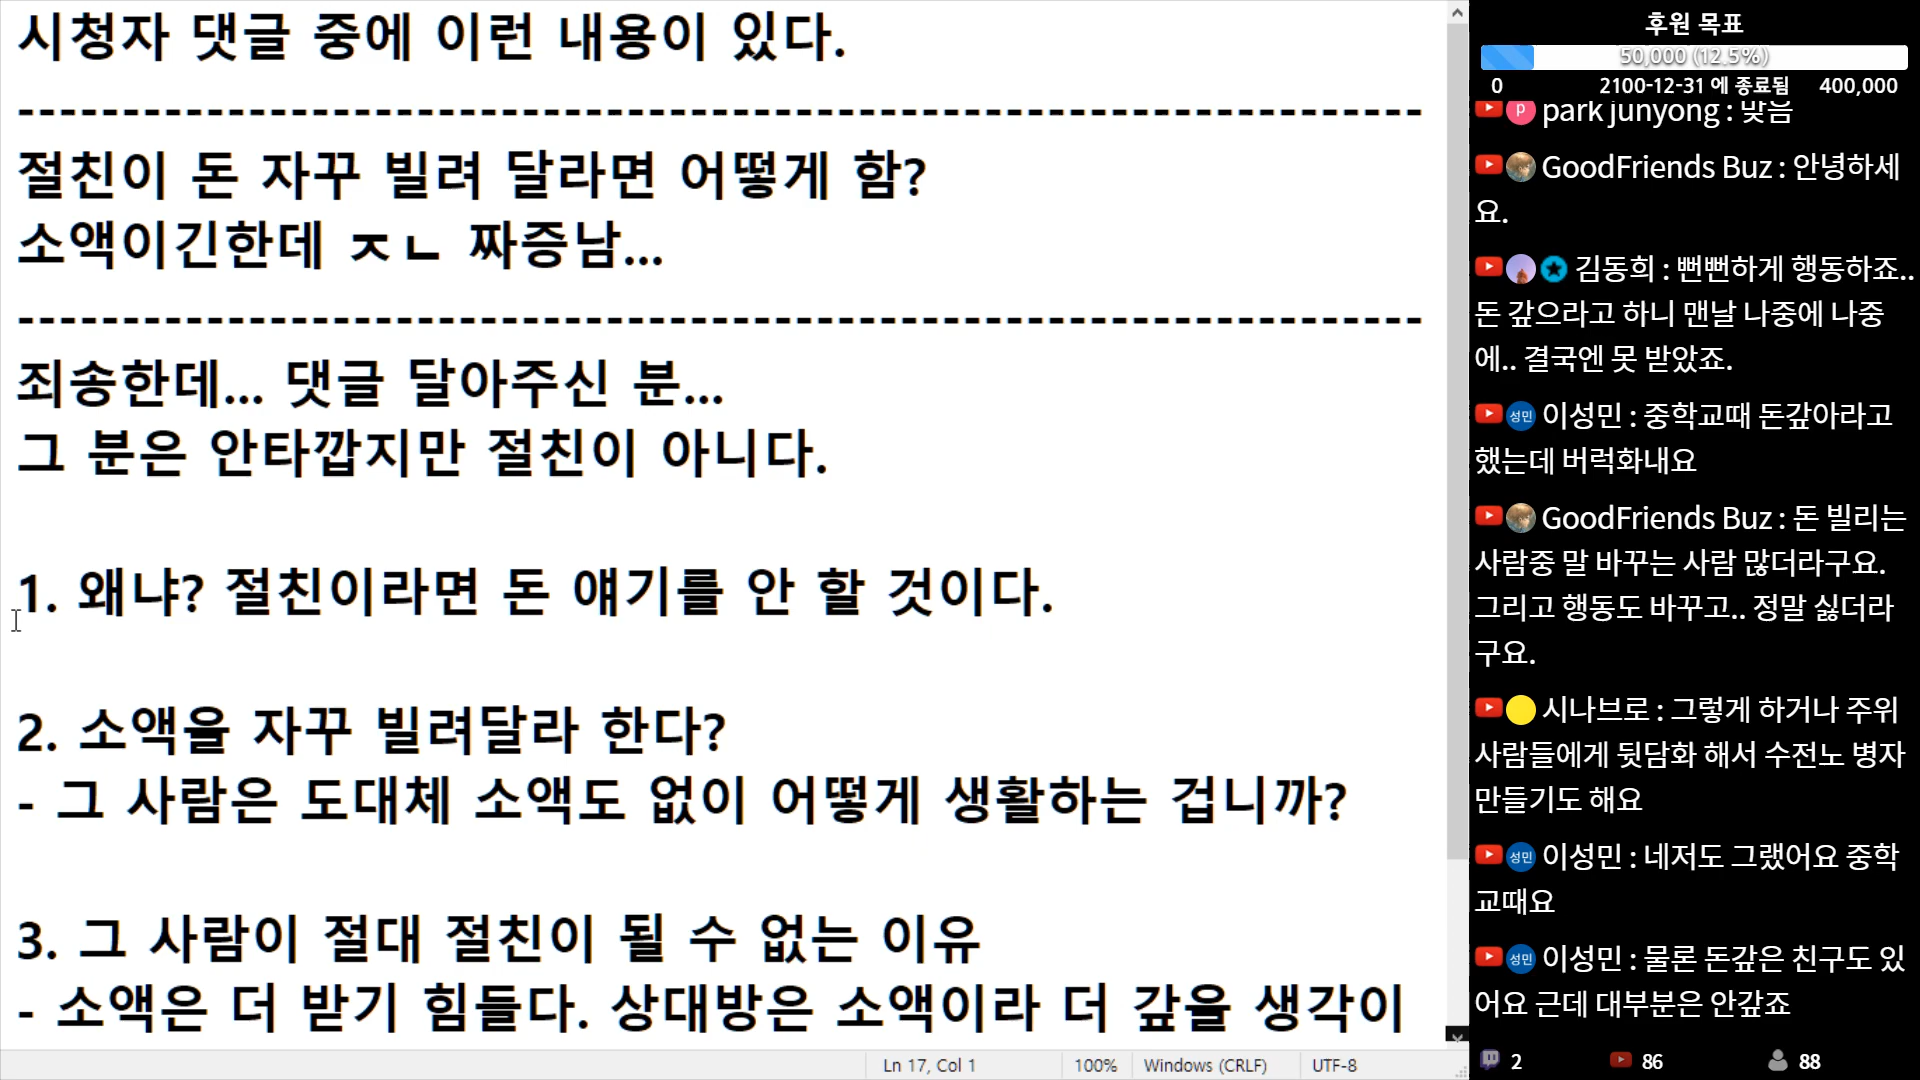 시청자 댓글 중에 이런 내용이 있다.
--------------------------------------------------------------------
절친이 돈 자꾸 빌려 달라면 어떻게 함?
소액이긴한데 ㅈㄴ 짜증남...
--------------------------------------------------------------------
죄송한데... 댓글 달아주신 분...
그 분은 안타깝지만 절친이 아니다.
1. 왜냐? 절친이라면 돈 얘기를 안 할 것이다.
2. 소액을 자꾸 빌려달라 한다?
- 그 사람은 도대체 소액도 없이 어떻게 생활하는 겁니까?
3. 그 사람이 절대 절친이 될 수 없는 이유
- 소액은 더 받기 힘들다. 상대방은 소액이라 더 갚을 생각이
Ln 17, Col 1
100%
Windows (CRLF)
UTF-8
후원 목표
50,000 (12.5%)
0 2100-12-31 에 종료됨 400,000
p park junyong : 맞음
GoodFriends Buz : 안녕하세
요.
김동희 : 뻔뻔하게 행동하죠..
돈 갚으라고 하니 맨날 나중에 나중
에.. 결국엔 못 받았죠.
성민 이성민 : 중학교때 돈갚아라고
했는데 버럭화내요
GoodFriends Buz : 돈 빌리는
사람중 말 바꾸는 사람 많더라구요.
그리고 행동도 바꾸고.. 정말 싫더라
구요.
시나브로 : 그렇게 하거나 주위
사람들에게 뒷담화 해서 수전노 병자
만들기도 해요
성민 이성민 : 네저도 그랬어요 중학
교때요
성민 이성민 : 물론 돈갚은 친구도 있
어요 근데 대부분은 안갚죠
2 86 88